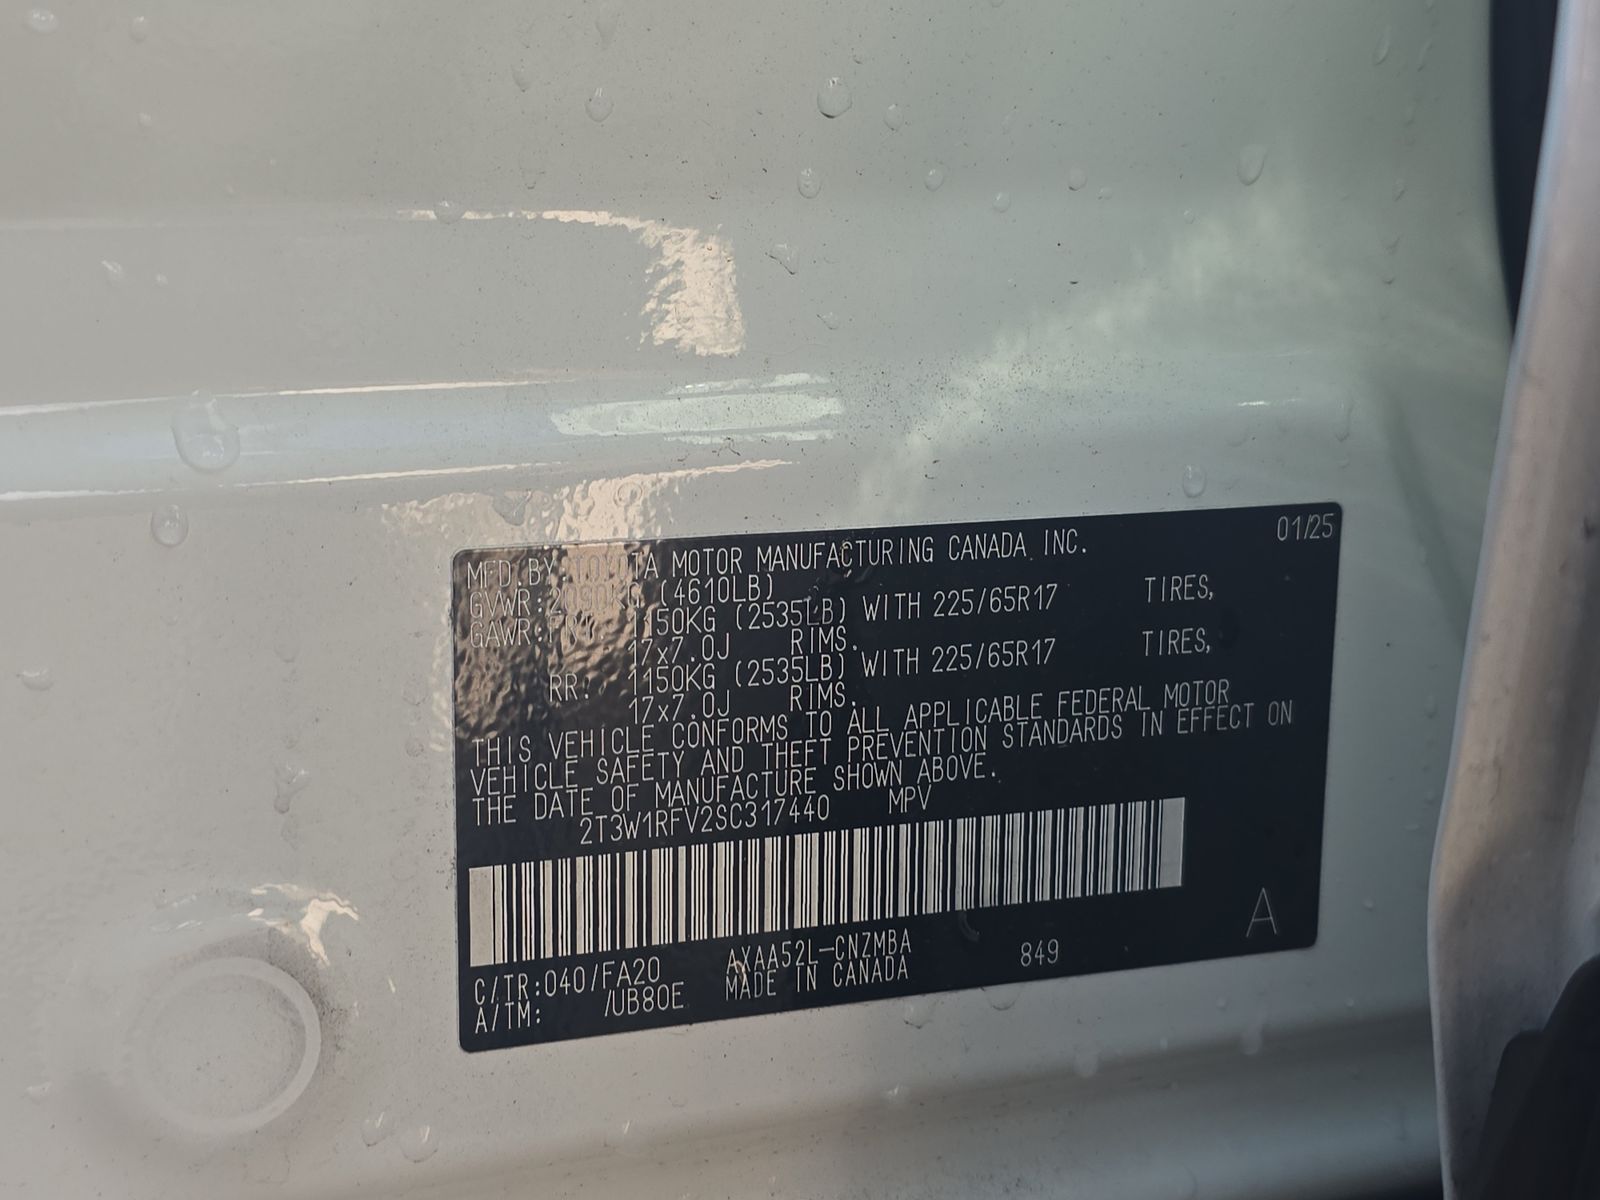 01/25
MFD.BY:TOYOTA MOTOR MANUFACTURING CANADA INC.
GVWR:2090KG (4610LB)
GAWR:FRT: 1150KG (2535LB) WITH 225/65R17 TIRES,
17x7.0J RIMS.
RR: 1150KG (2535LB) WITH 225/65R17 TIRES,
17x7.0J RIMS.
THIS VEHICLE CONFORMS TO ALL APPLICABLE FEDERAL MOTOR
VEHICLE SAFETY AND THEFT PREVENTION STANDARDS IN EFFECT ON
THE DATE OF MANUFACTURE SHOWN ABOVE.
2T3W1RFV2SC317440 MPV
A
C/TR:040/FA20 AXAA52L-CNZMBA 849
A/TM: /UB80E MADE IN CANADA